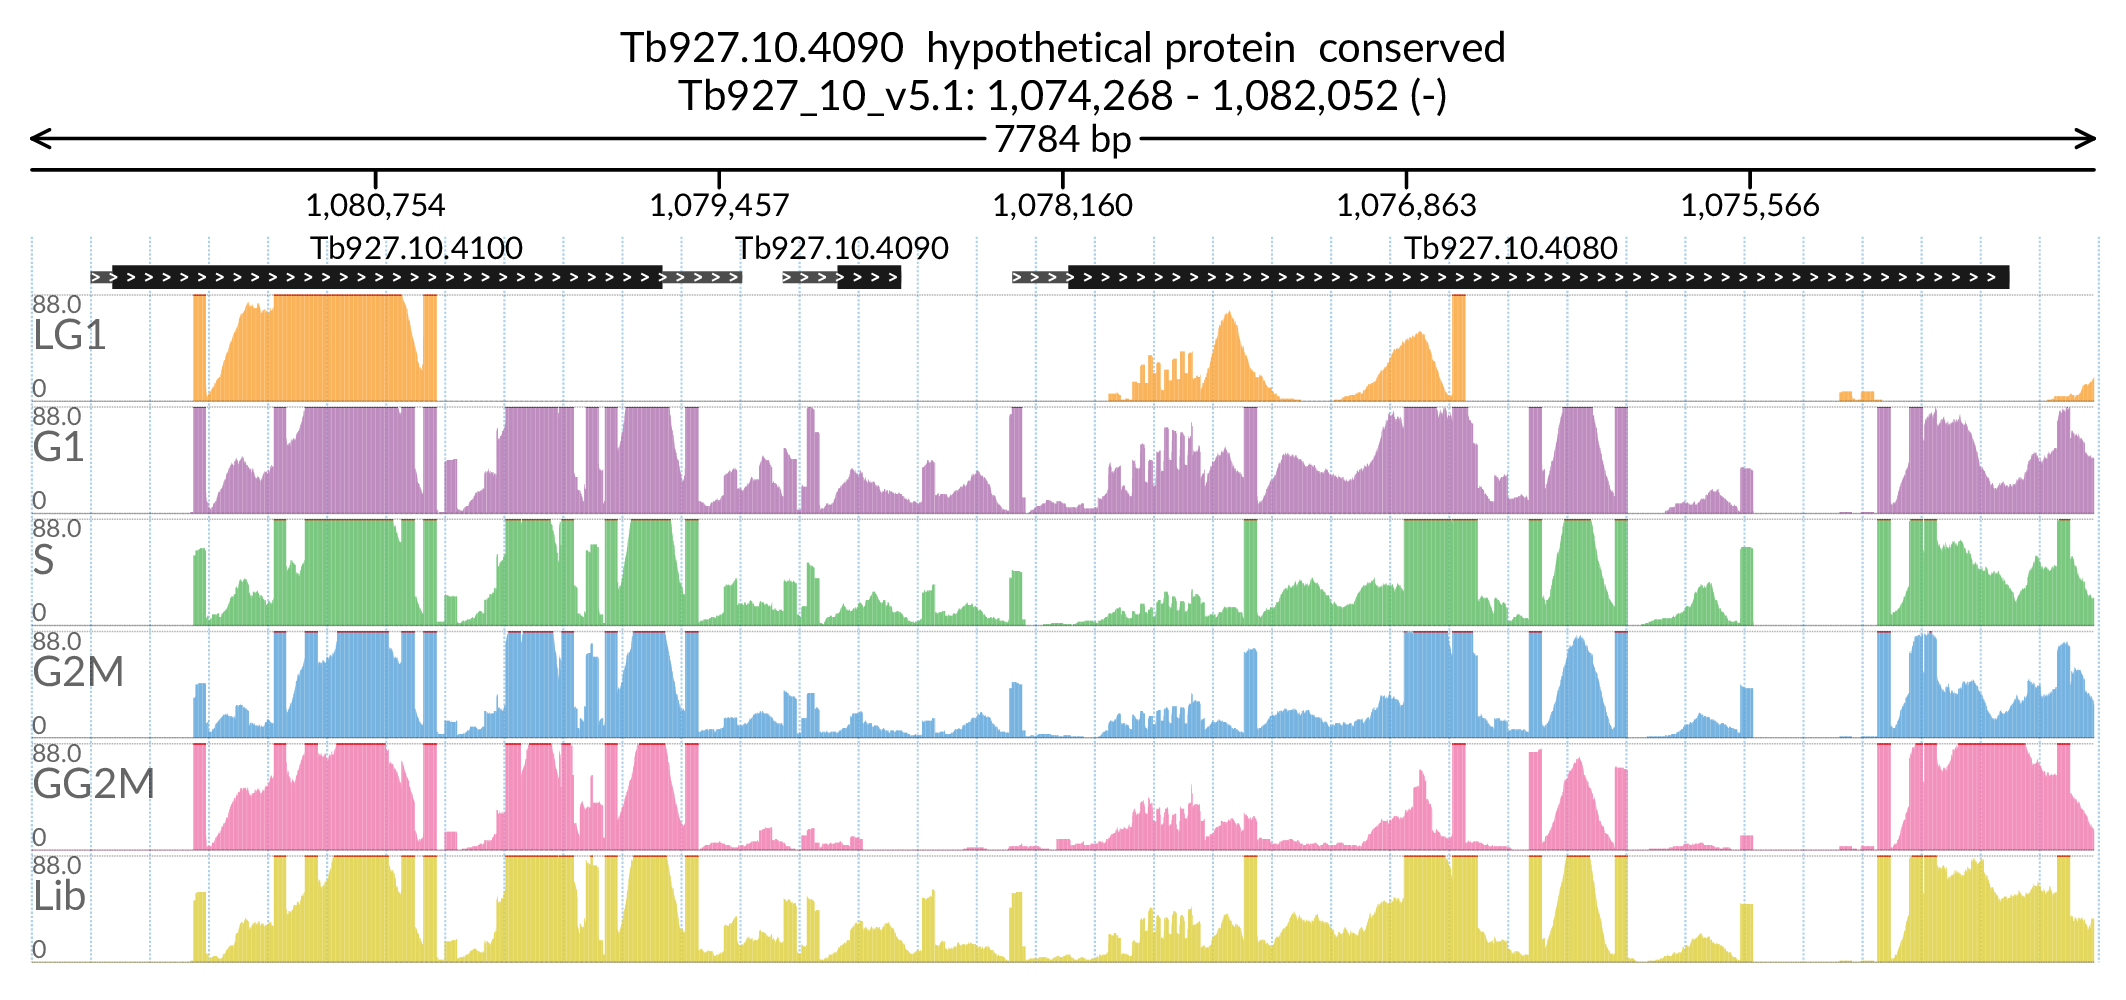 Tb927.10.4090 hypothetical protein conserved
Tb927_10_v5.1: 1,074,268 - 1,082,052 (-)
7784 bp
1,080,754 1,079,457 1,078,160 1,076,863 1,075,566
Tb927.10.4100 Tb927.10.4090 Tb927.10.4080
88.0
LG1
0
88.0
G1
0
88.0
S
0
88.0
G2M
0
88.0
GG2M
0
88.0
Lib
0